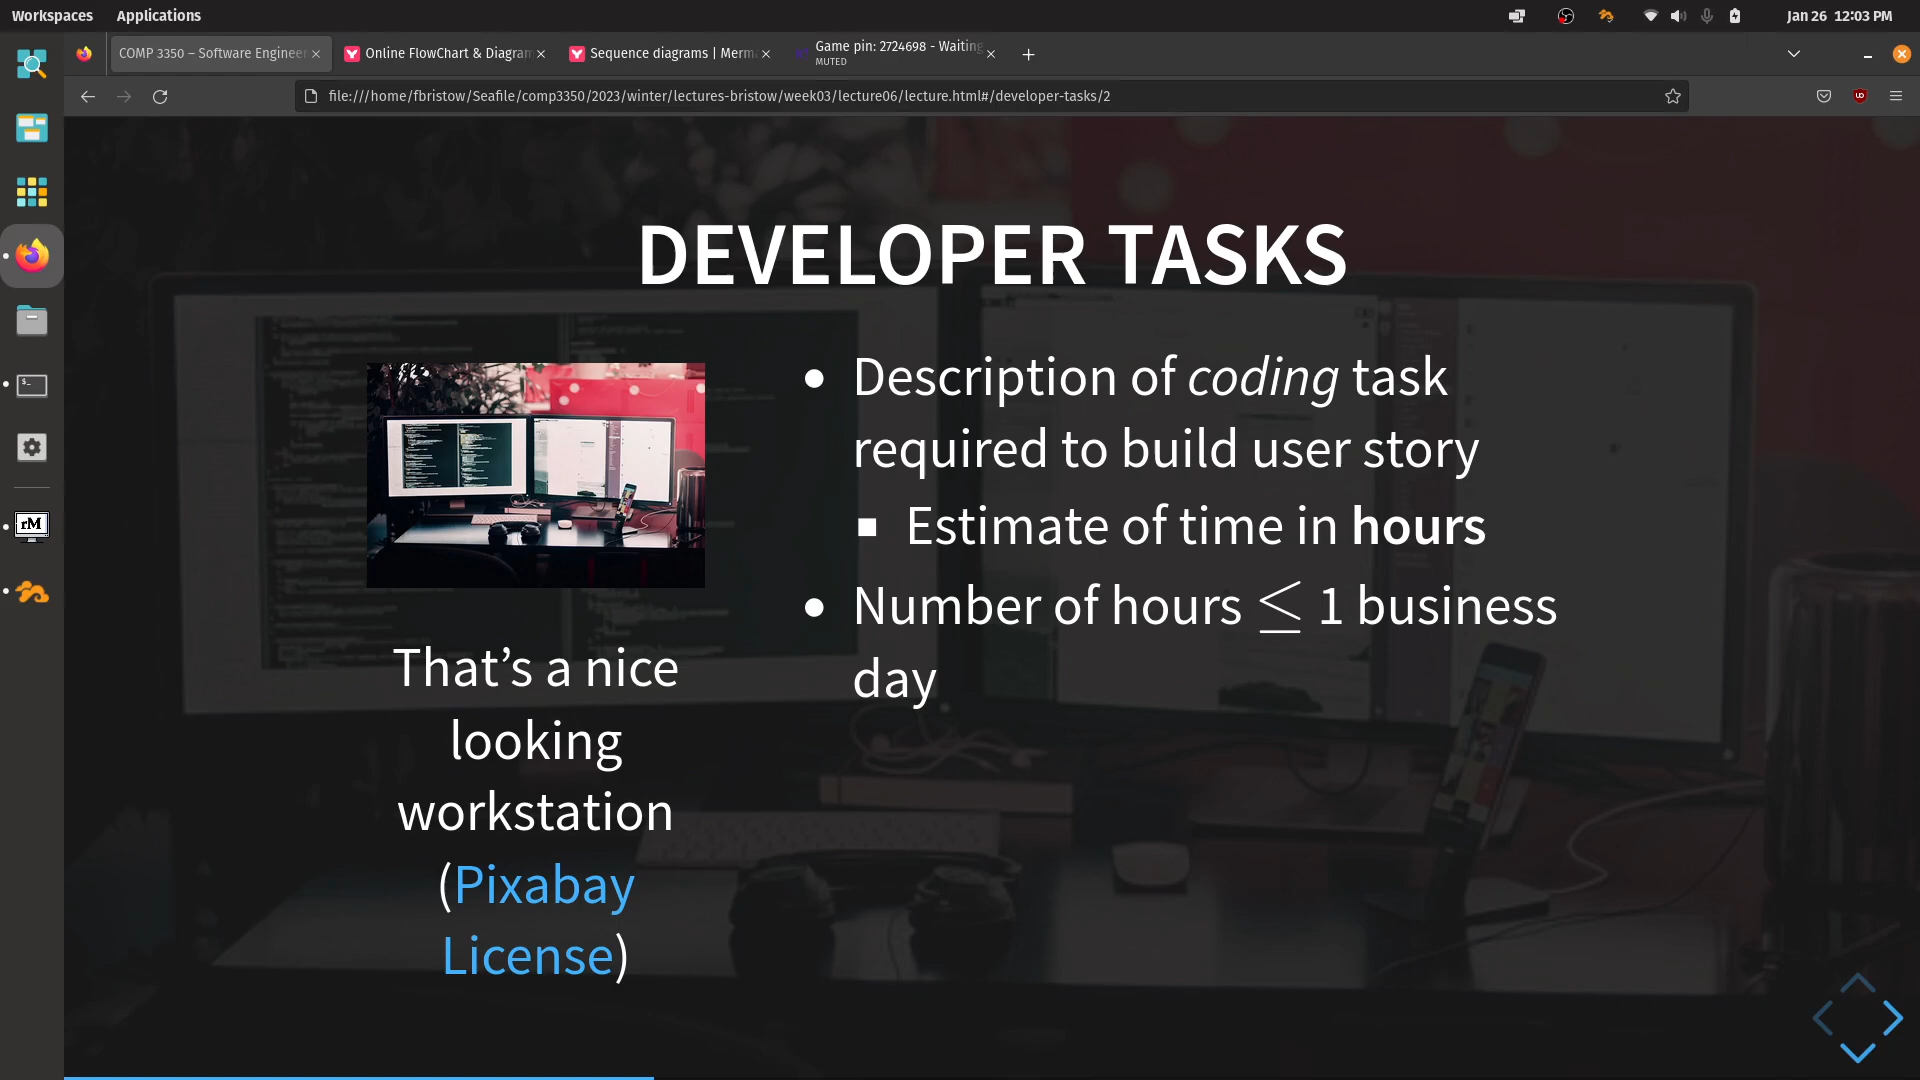 Workspaces Applications Jan 26 12:03 PM
COMP 3350 – Software Engineer Online FlowChart & Diagram Sequence diagrams | Merm Game pin: 2724698 - Waiting
MUTED
file:///home/fbristow/Seafile/comp3350/2023/winter/lectures-bristow/week03/lecture06/lecture.html#/developer-tasks/2
DEVELOPER TASKS
• Description of coding task
required to build user story
▪ Estimate of time in hours
• Number of hours ≤ 1 business
day
That’s a nice
looking
workstation
(Pixabay
License)
rM